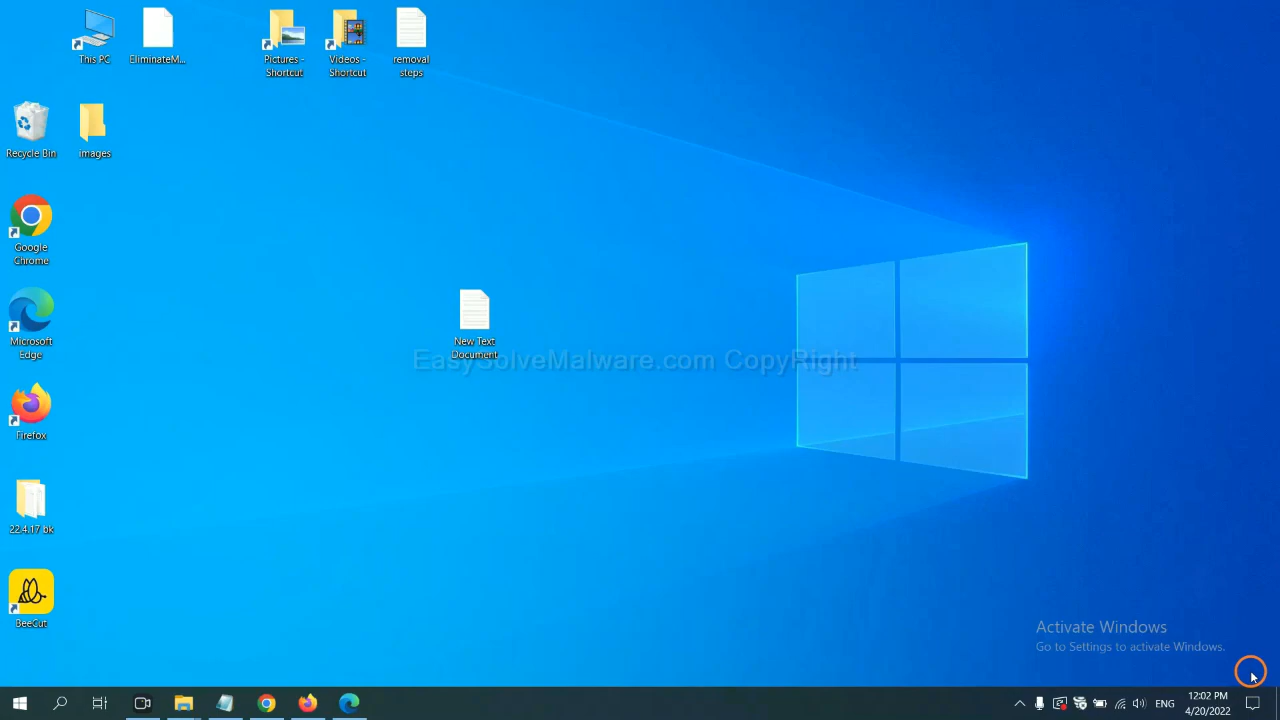 This PC
EliminateM...
Pictures -
Shortcut
Videos -
Shortcut
removal
steps
Recycle Bin
images
Google
Chrome
Microsoft
Edge
New Text
Document
EasySolveMalware.com CopyRight
Firefox
22.4.17 bk
BeeCut
Activate Windows
Go to Settings to activate Windows.
ENG
12:02 PM
4/20/2022